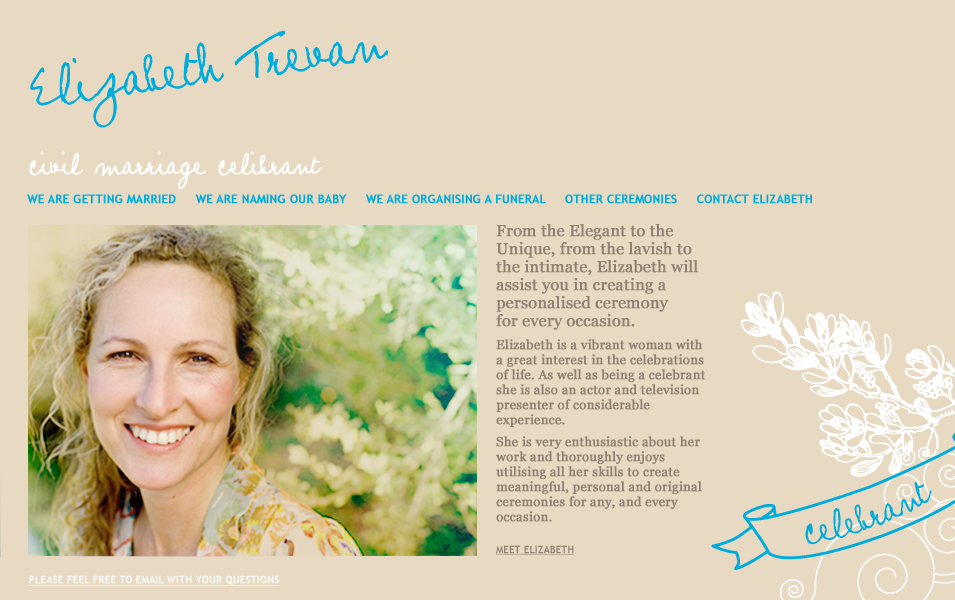 Elizabeth Trevan
civil marriage celibrant
WE ARE GETTING MARRIED WE ARE NAMING OUR BABY WE ARE ORGANISING A FUNERAL OTHER CEREMONIES CONTACT ELIZABETH
From the Elegant to the
Unique, from the lavish to
the intimate, Elizabeth will
assist you in creating a
personalised ceremony
for every occasion.
Elizabeth is a vibrant woman with
a great interest in the celebrations
of life. As well as being a celebrant
she is also an actor and television
presenter of considerable
experience.
She is very enthusiastic about her
work and thoroughly enjoys
utilising all her skills to create
meaningful, personal and original
ceremonies for any, and every
occasion.
MEET ELIZABETH
celebrant
PLEASE FEEL FREE TO EMAIL WITH YOUR QUESTIONS